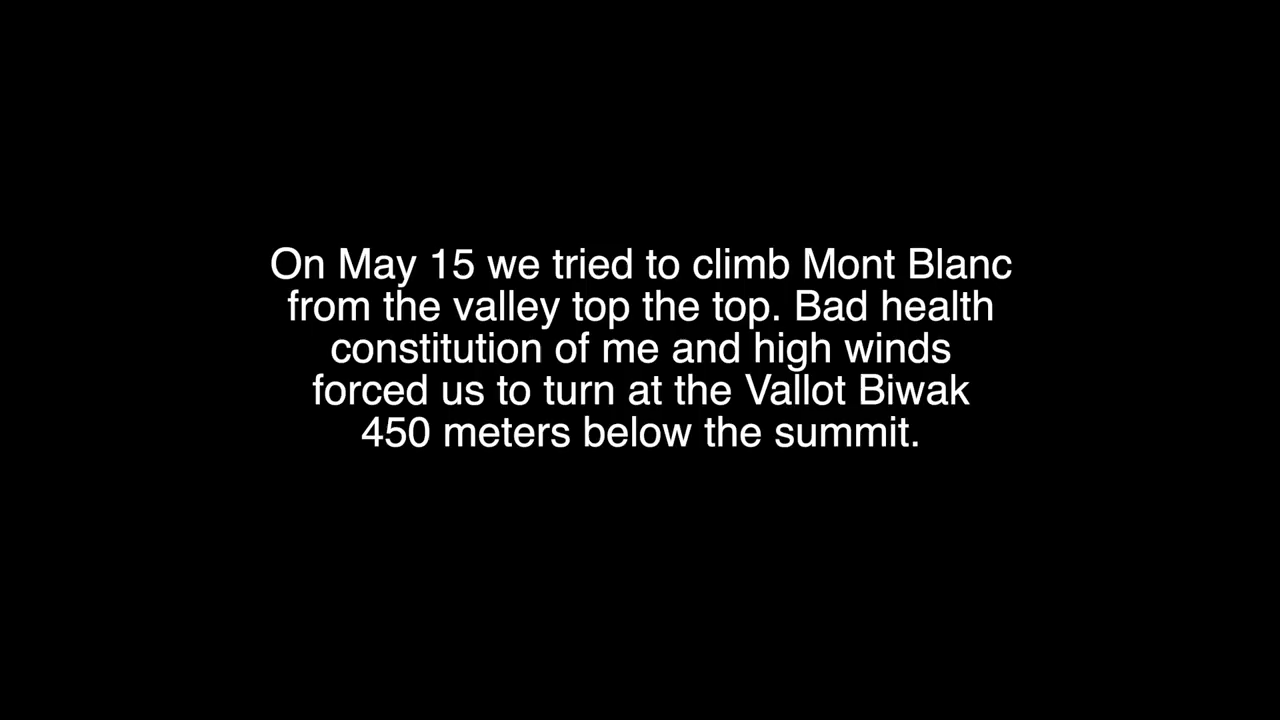 On May 15 we tried to climb Mont Blanc
from the valley top the top. Bad health
constitution of me and high winds
forced us to turn at the Vallot Biwak
450 meters below the summit.